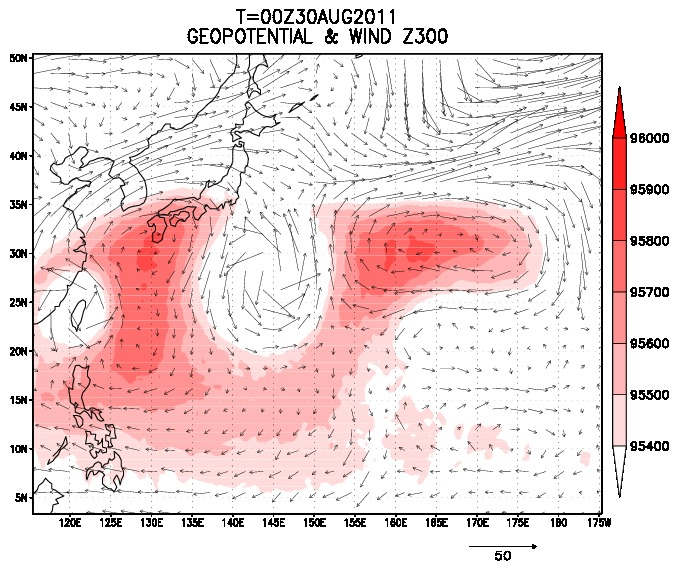 T=00Z30AUG2011
GEOPOTENTIAL & WIND Z300
50N
45N
40N
35N
30N
25N
20N
15N
10N
5N
120E 125E 130E 135E 140E 145E 150E 155E 160E 165E 170E 175E 180 175W
96000
95900
95800
95700
95600
95500
95400
50